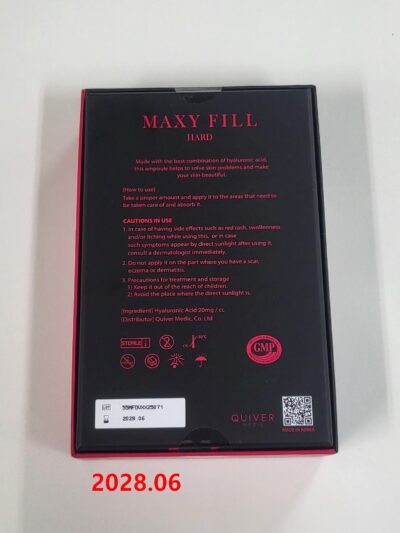 MAXY FILL
HARD
Made with the best combination of hyaluronic acid,
this ampoule helps to solve skin problems and make
your skin beautiful.
[How to use]
Take a proper amount and apply it to the areas that need to
be taken care of and absorb it.
CAUTIONS IN USE
1. In case of having side effects such as red rash, swollenness
and/or itching while using this, or in case
such symptoms appear by direct sunlight after using it,
consult a dermatologist immediately.
2. Do not apply it on the part where you have a scar,
eczema or dermatitis.
3. Precautions for treatment and storage
1) Keep it out of the reach of children.
2) Avoid the place where the direct sunlight is.
[Ingredient] Hyaluronic Acid 20mg / cc.
[Distributor] Quiver Medic, Co. Ltd
STERILE
GMP
LOT
2028.06
QUIVER
MEDIC
MADE IN KOREA
2028.06